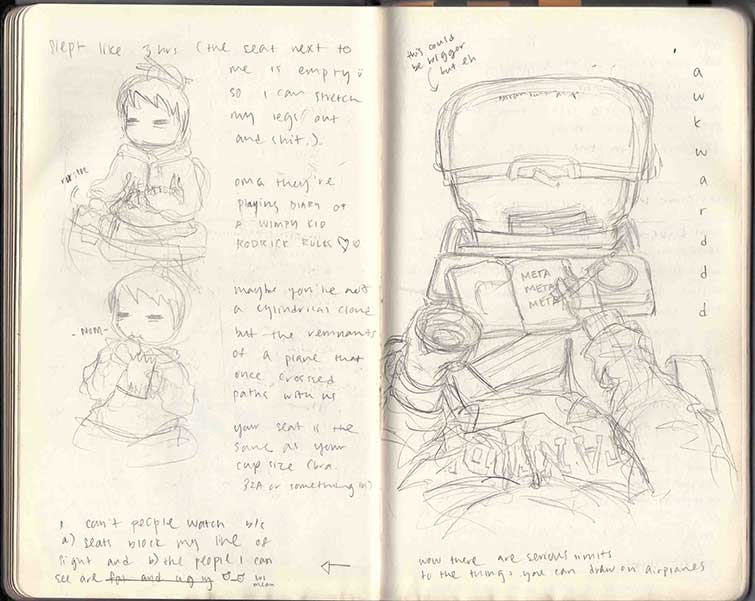 slept like 3 hrs (the seat next to
me is empty
so i can stretch
my legs out
and shit.)
omg they're
playing DIARY OF
A WIMPY KID
RODRICK RULES
maybe you're not
a cylindrical cloud
but the remnants
of a plane that
once crossed
paths with us
your seat is the
same as your
cup size (bra.
32A or something lol)
- NOM -
i can't people watch b/c
a) seats block my line of
sight and b) the people i can
see are fat and ugly
mean
this could
be bigger
but eh
a
w
k
w
a
r
d
d
d
META
META
META
wow there are serious limits
to the things you can draw on airplanes